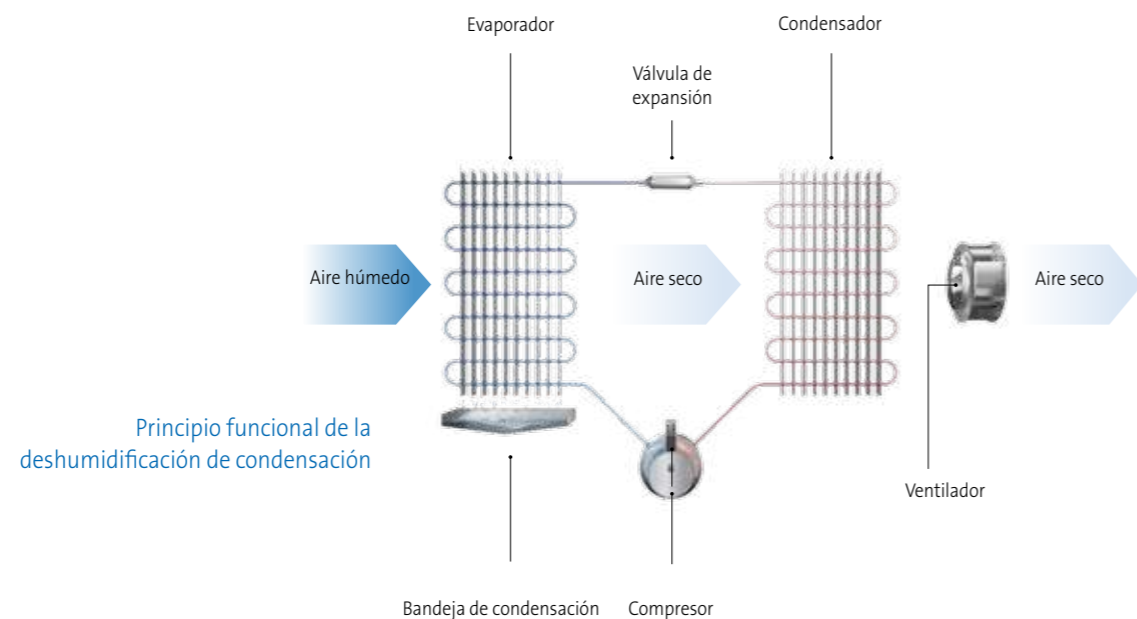 Evaporador
Condensador
Válvula de
expansión
Aire húmedo
Aire seco
Aire seco
Principio funcional de la
deshumidificación de condensación
Ventilador
Bandeja de condensación
Compresor